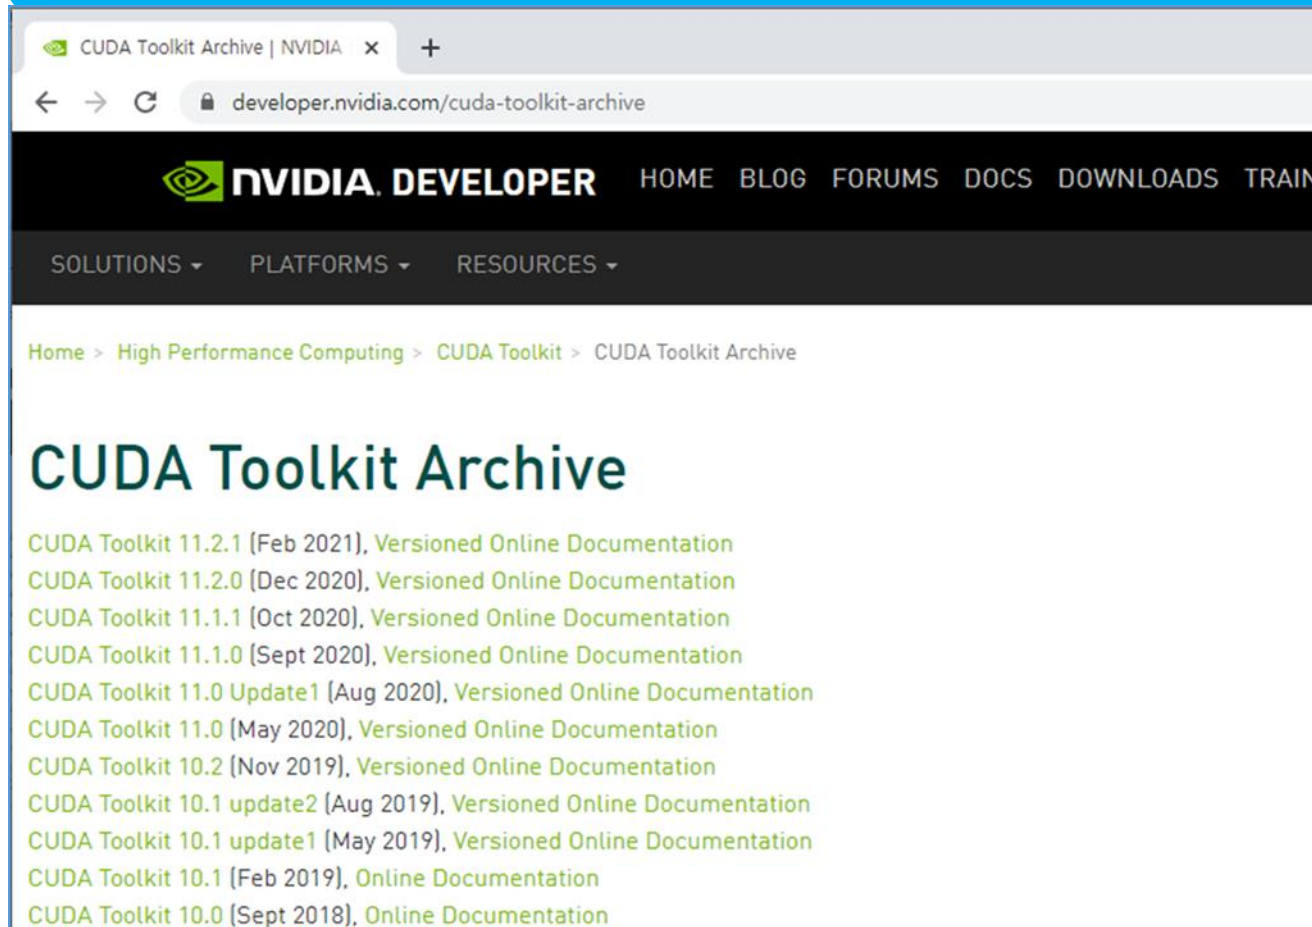 CUDA Toolkit Archive | NVIDIA
developer.nvidia.com/cuda-toolkit-archive
NVIDIA. DEVELOPER HOME BLOG FORUMS DOCS DOWNLOADS TRAIN
SOLUTIONS PLATFORMS RESOURCES
Home > High Performance Computing > CUDA Toolkit > CUDA Toolkit Archive
CUDA Toolkit Archive
CUDA Toolkit 11.2.1 (Feb 2021), Versioned Online Documentation
CUDA Toolkit 11.2.0 (Dec 2020), Versioned Online Documentation
CUDA Toolkit 11.1.1 (Oct 2020), Versioned Online Documentation
CUDA Toolkit 11.1.0 (Sept 2020), Versioned Online Documentation
CUDA Toolkit 11.0 Update1 (Aug 2020), Versioned Online Documentation
CUDA Toolkit 11.0 (May 2020), Versioned Online Documentation
CUDA Toolkit 10.2 (Nov 2019), Versioned Online Documentation
CUDA Toolkit 10.1 update2 (Aug 2019), Versioned Online Documentation
CUDA Toolkit 10.1 update1 (May 2019), Versioned Online Documentation
CUDA Toolkit 10.1 (Feb 2019), Online Documentation
CUDA Toolkit 10.0 (Sept 2018), Online Documentation